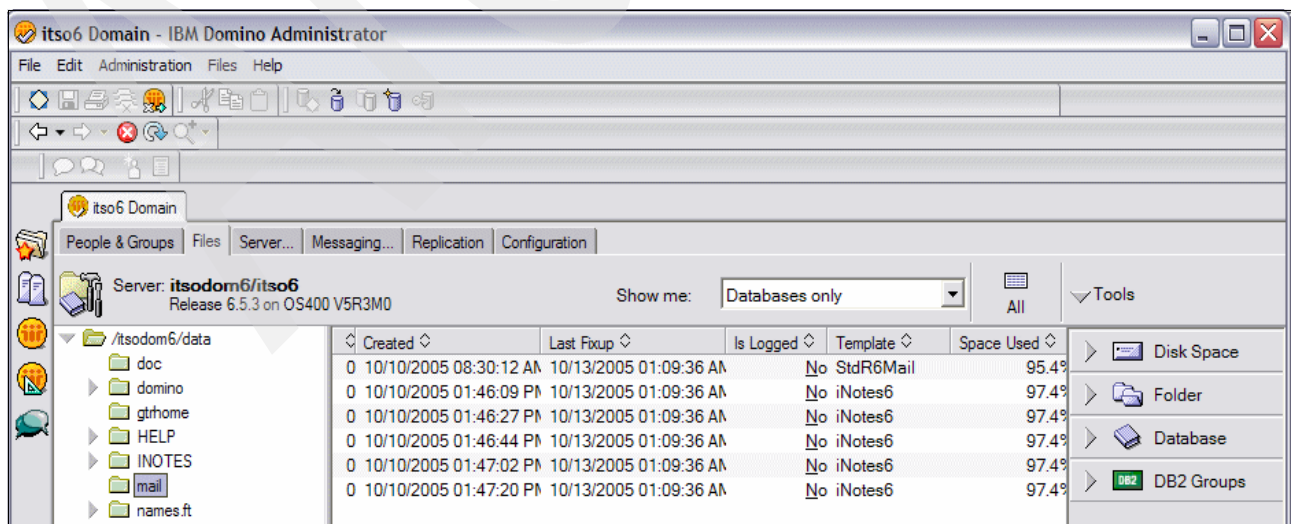 itso6 Domain - IBM Domino Administrator
File Edit Administration Files Help
itso6 Domain
People & Groups Files Server... Messaging... Replication Configuration
Server: itsodom6/itso6
Release 6.5.3 on OS400 V5R3M0
Show me: Databases only
All
Tools
/itsodom6/data
doc
domino
gtrhome
HELP
INOTES
mail
names.ft
Created Last Fixup Is Logged Template Space Used
0 10/10/2005 08:30:12 AM 10/13/2005 01:09:36 AM No StdR6Mail 95.4%
0 10/10/2005 01:46:09 PM 10/13/2005 01:09:36 AM No iNotes6 97.4%
0 10/10/2005 01:46:27 PM 10/13/2005 01:09:36 AM No iNotes6 97.4%
0 10/10/2005 01:46:44 PM 10/13/2005 01:09:36 AM No iNotes6 97.4%
0 10/10/2005 01:47:02 PM 10/13/2005 01:09:36 AM No iNotes6 97.4%
0 10/10/2005 01:47:20 PM 10/13/2005 01:09:36 AM No iNotes6 97.4%
Disk Space
Folder
Database
DB2 DB2 Groups